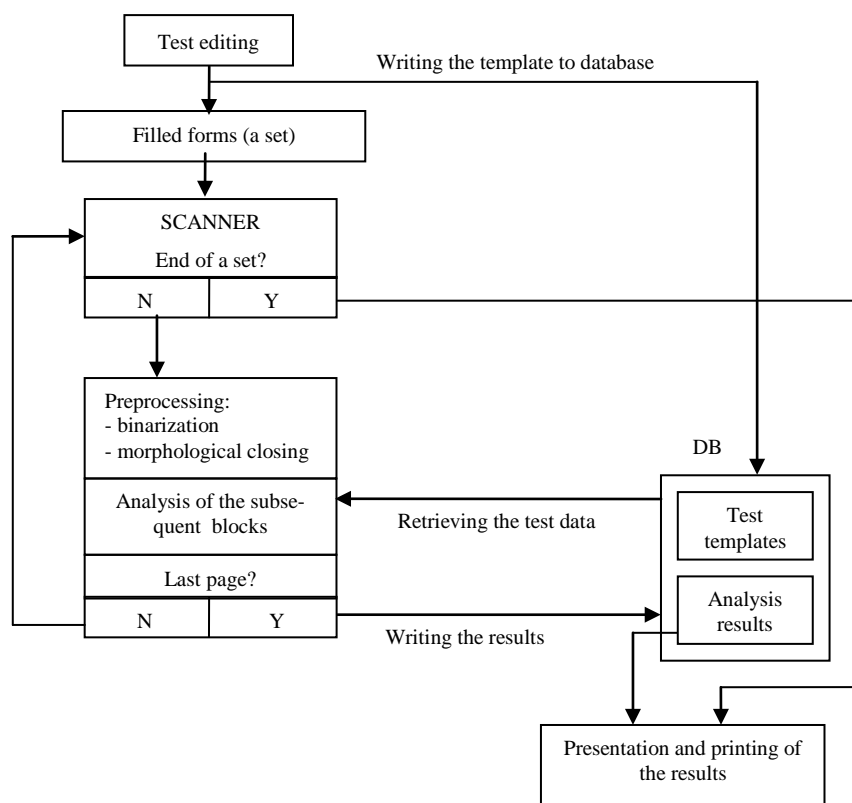 Test editing
Writing the template to database
Filled forms (a set)
SCANNER
End of a set?
N
Y
Preprocessing:
- binarization
- morphological closing
DB
Analysis of the subse-
quent blocks
Retrieving the test data
Test
templates
Last page?
N
Y
Writing the results
Analysis
results
Presentation and printing of
the results